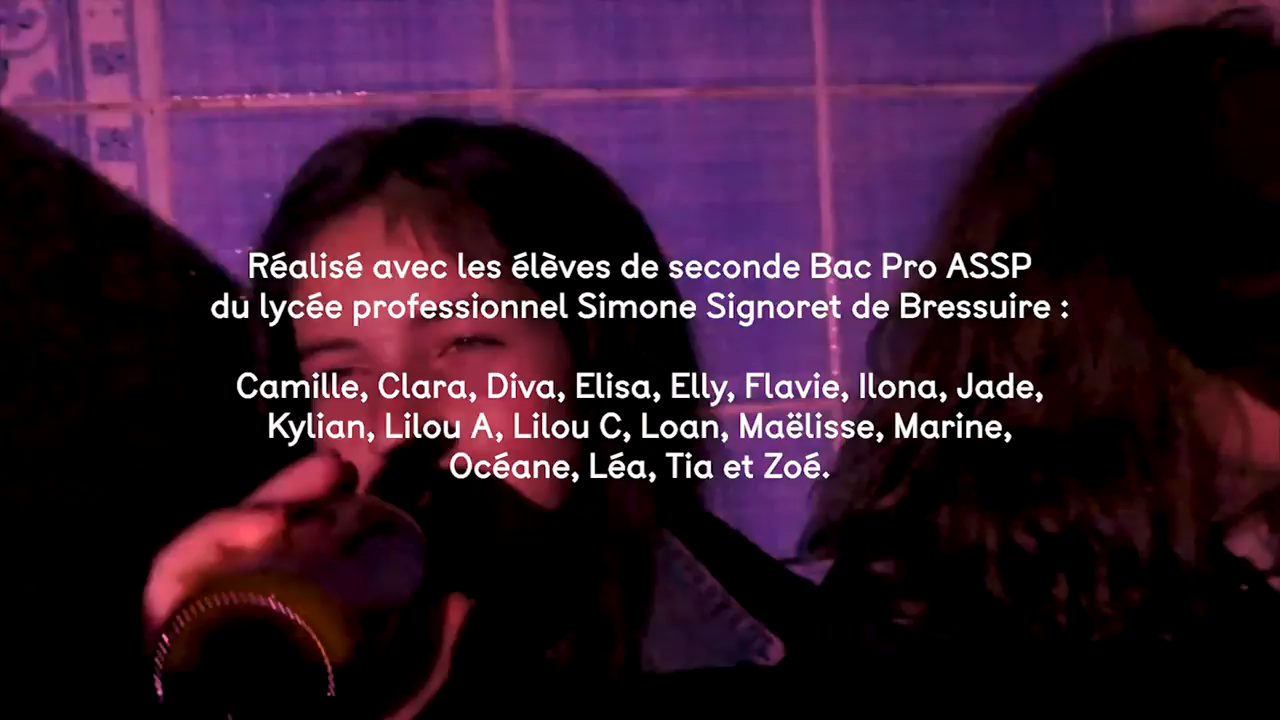 Réalisé avec les élèves de seconde Bac Pro ASSP
du lycée professionnel Simone Signoret de Bressuire :
Camille, Clara, Diva, Elisa, Elly, Flavie, Ilona, Jade,
Kylian, Lilou A, Lilou C, Loan, Maëlisse, Marine,
Océane, Léa, Tia et Zoé.